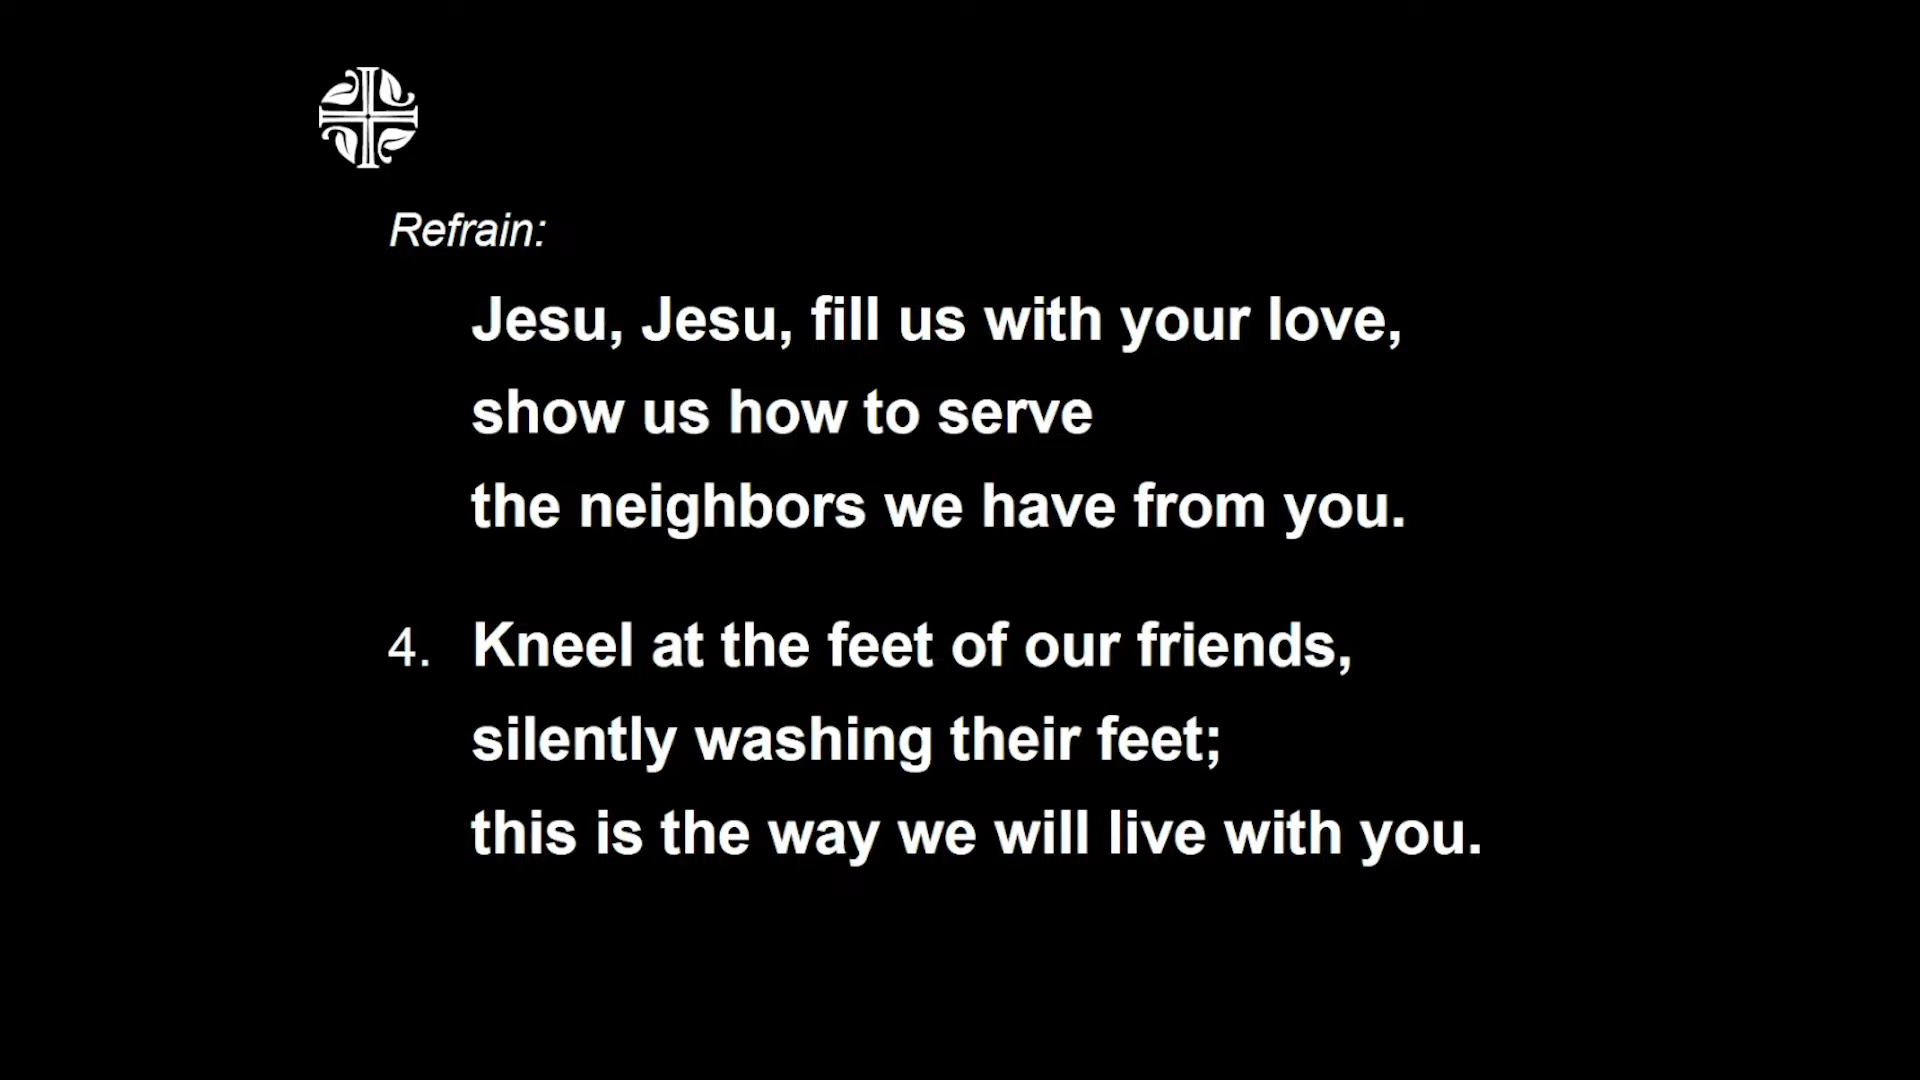 Refrain:
Jesu, Jesu, fill us with your love,
show us how to serve
the neighbors we have from you.
4. Kneel at the feet of our friends,
silently washing their feet;
this is the way we will live with you.